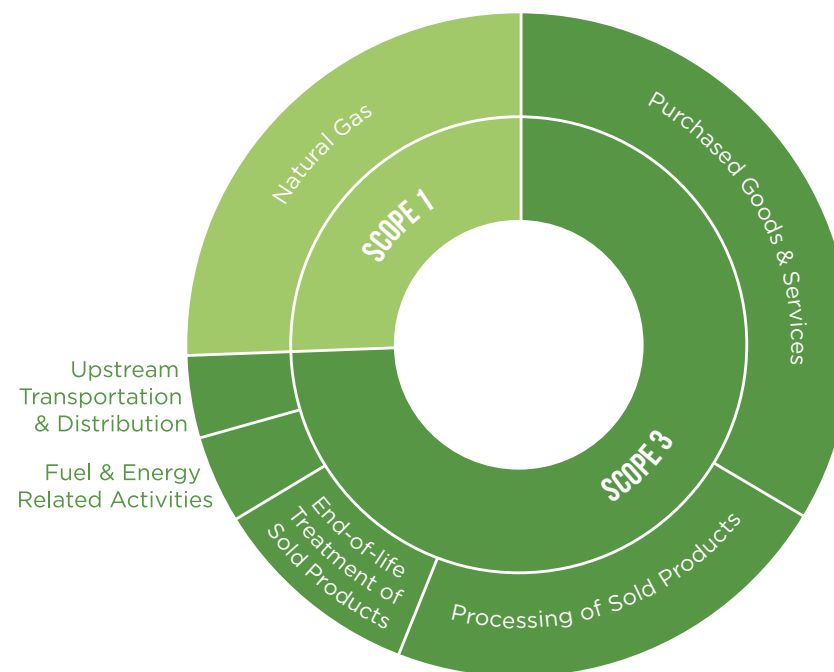 Natural Gas
Purchased Goods & Services
SCOPE 1
Upstream
Transportation
& Distribution
Fuel & Energy
Related Activities
SCOPE 3
End-of-life
Treatment of
Sold Products
Processing of Sold Products